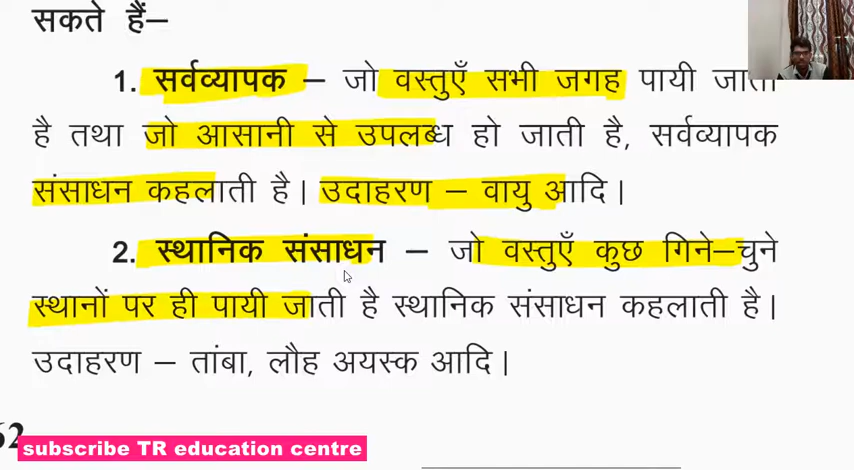 सकते हैं–
1. सर्वव्यापक – जो वस्तुएँ सभी जगह पायी जाती
है तथा जो आसानी से उपलब्ध हो जाती है, सर्वव्यापक
संसाधन कहलाती है। उदाहरण – वायु आदि।
2. स्थानिक संसाधन – जो वस्तुएँ कुछ गिने–चुने
स्थानों पर ही पायी जाती है स्थानिक संसाधन कहलाती है।
उदाहरण – तांबा, लौह अयस्क आदि।
62
subscribe TR education centre